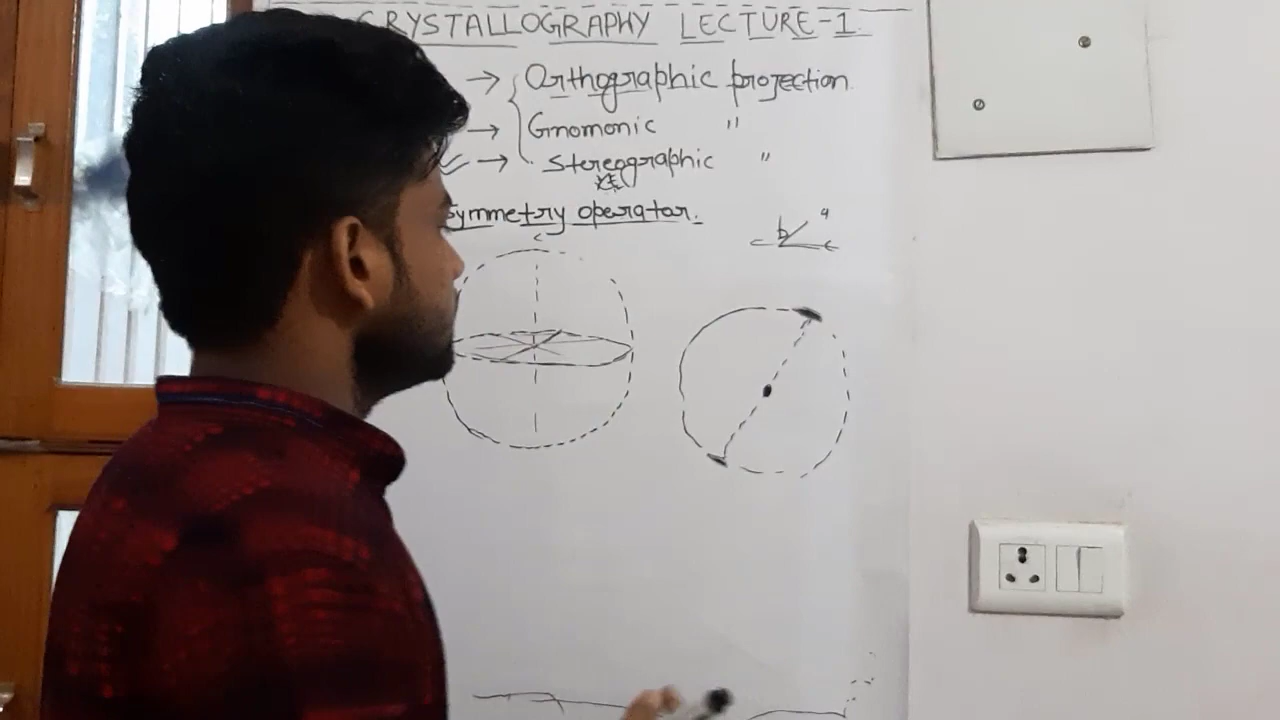 CRYSTALLOGRAPHY LECTURE-1
→ Orthographic projection
→ Gnomonic "
→ Stereographic "
Symmetry operator.
c
b
a